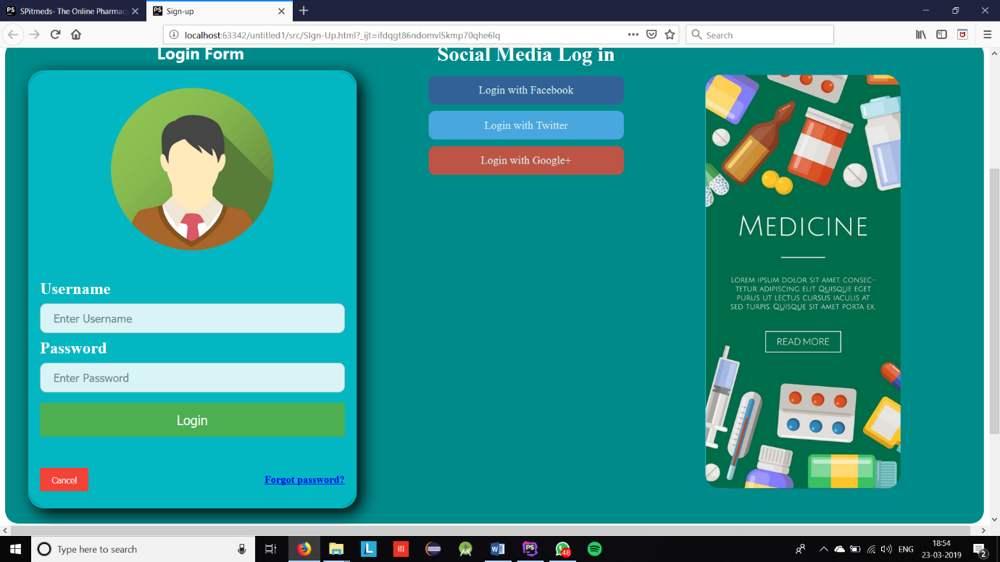 SPitmeds- The Online Pharmac
Sign-up
localhost:63342/untitled1/src/SIgn-Up.html?_ijt=ifdqgt86ndomvl5kmp70qhe6lq
Search
Login Form
Social Media Log in
Login with Facebook
Login with Twitter
Login with Google+
Username
Enter Username
Password
Enter Password
Login
Cancel
Forgot password?
Medicine
Lorem ipsum dolor sit amet, consec-
tetur adipiscing elit. Quisque eget
purus ut lectus cursus iaculis at
sed turpis. Quisque sit amet porta ex.
READ MORE
Type here to search
48
ENG
18:54
23-03-2019
2